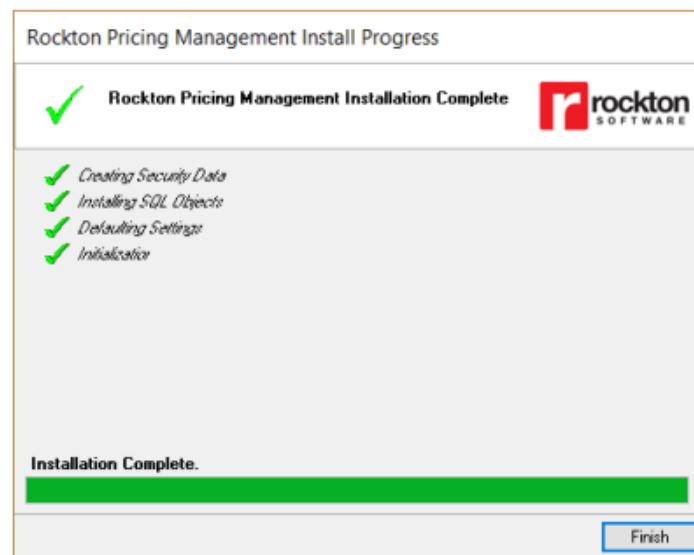 Rockton Pricing Management Install Progress
Rockton Pricing Management Installation Complete
rockton
SOFTWARE
Creating Security Data
Installing SQL Objects
Defaulting Settings
Initialization
Installation Complete.
Finish